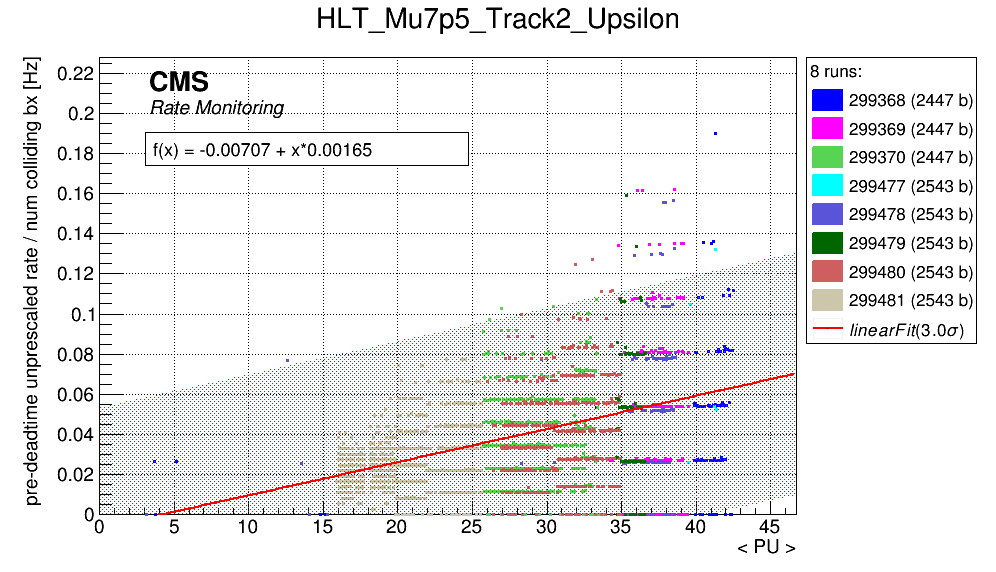 HLT_Mu7p5_Track2_Upsilon
pre-deadtime unprescaled rate / num colliding bx [Hz]
CMS
Rate Monitoring
f(x) = -0.00707 + x*0.00165
0.22
0.2
0.18
0.16
0.14
0.12
0.1
0.08
0.06
0.04
0.02
0
0 5 10 15 20 25 30 35 40 45
< PU >
8 runs:
299368 (2447 b)
299369 (2447 b)
299370 (2447 b)
299477 (2543 b)
299478 (2543 b)
299479 (2543 b)
299480 (2543 b)
299481 (2543 b)
linearFit(3.0σ)